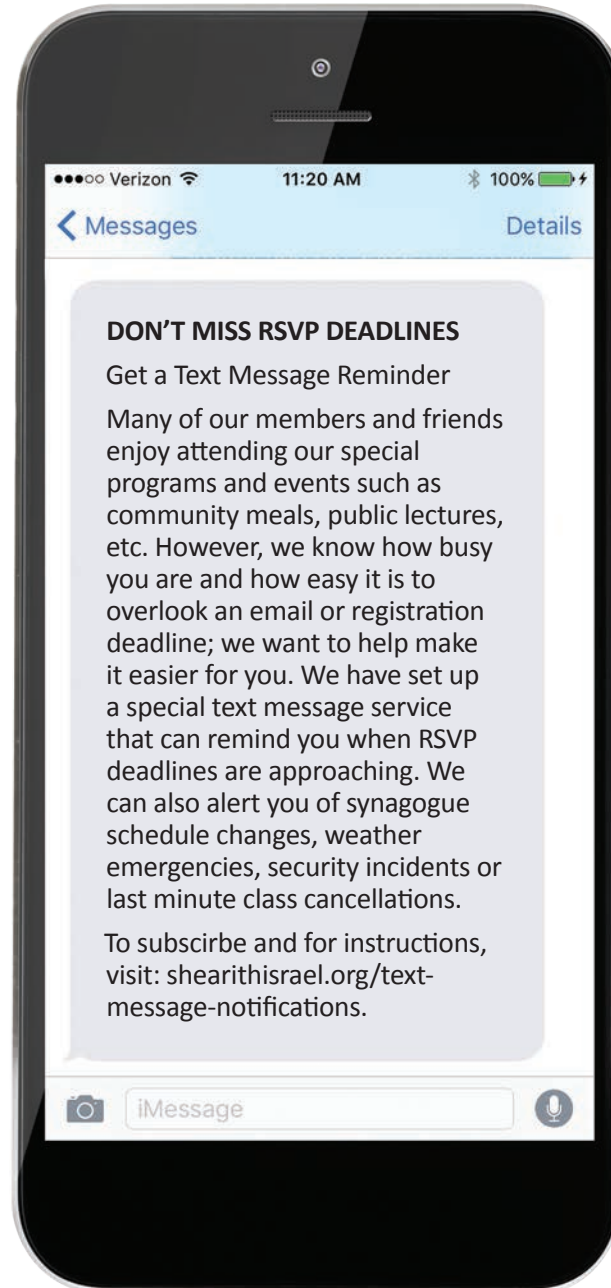 ●●●○○ Verizon 11:20 AM 100%
Messages Details
DON'T MISS RSVP DEADLINES
Get a Text Message Reminder
Many of our members and friends
enjoy attending our special
programs and events such as
community meals, public lectures,
etc. However, we know how busy
you are and how easy it is to
overlook an email or registration
deadline; we want to help make
it easier for you. We have set up
a special text message service
that can remind you when RSVP
deadlines are approaching. We
can also alert you of synagogue
schedule changes, weather
emergencies, security incidents or
last minute class cancellations.
To subscirbe and for instructions,
visit: shearithisrael.org/text-
message-notifications.
iMessage